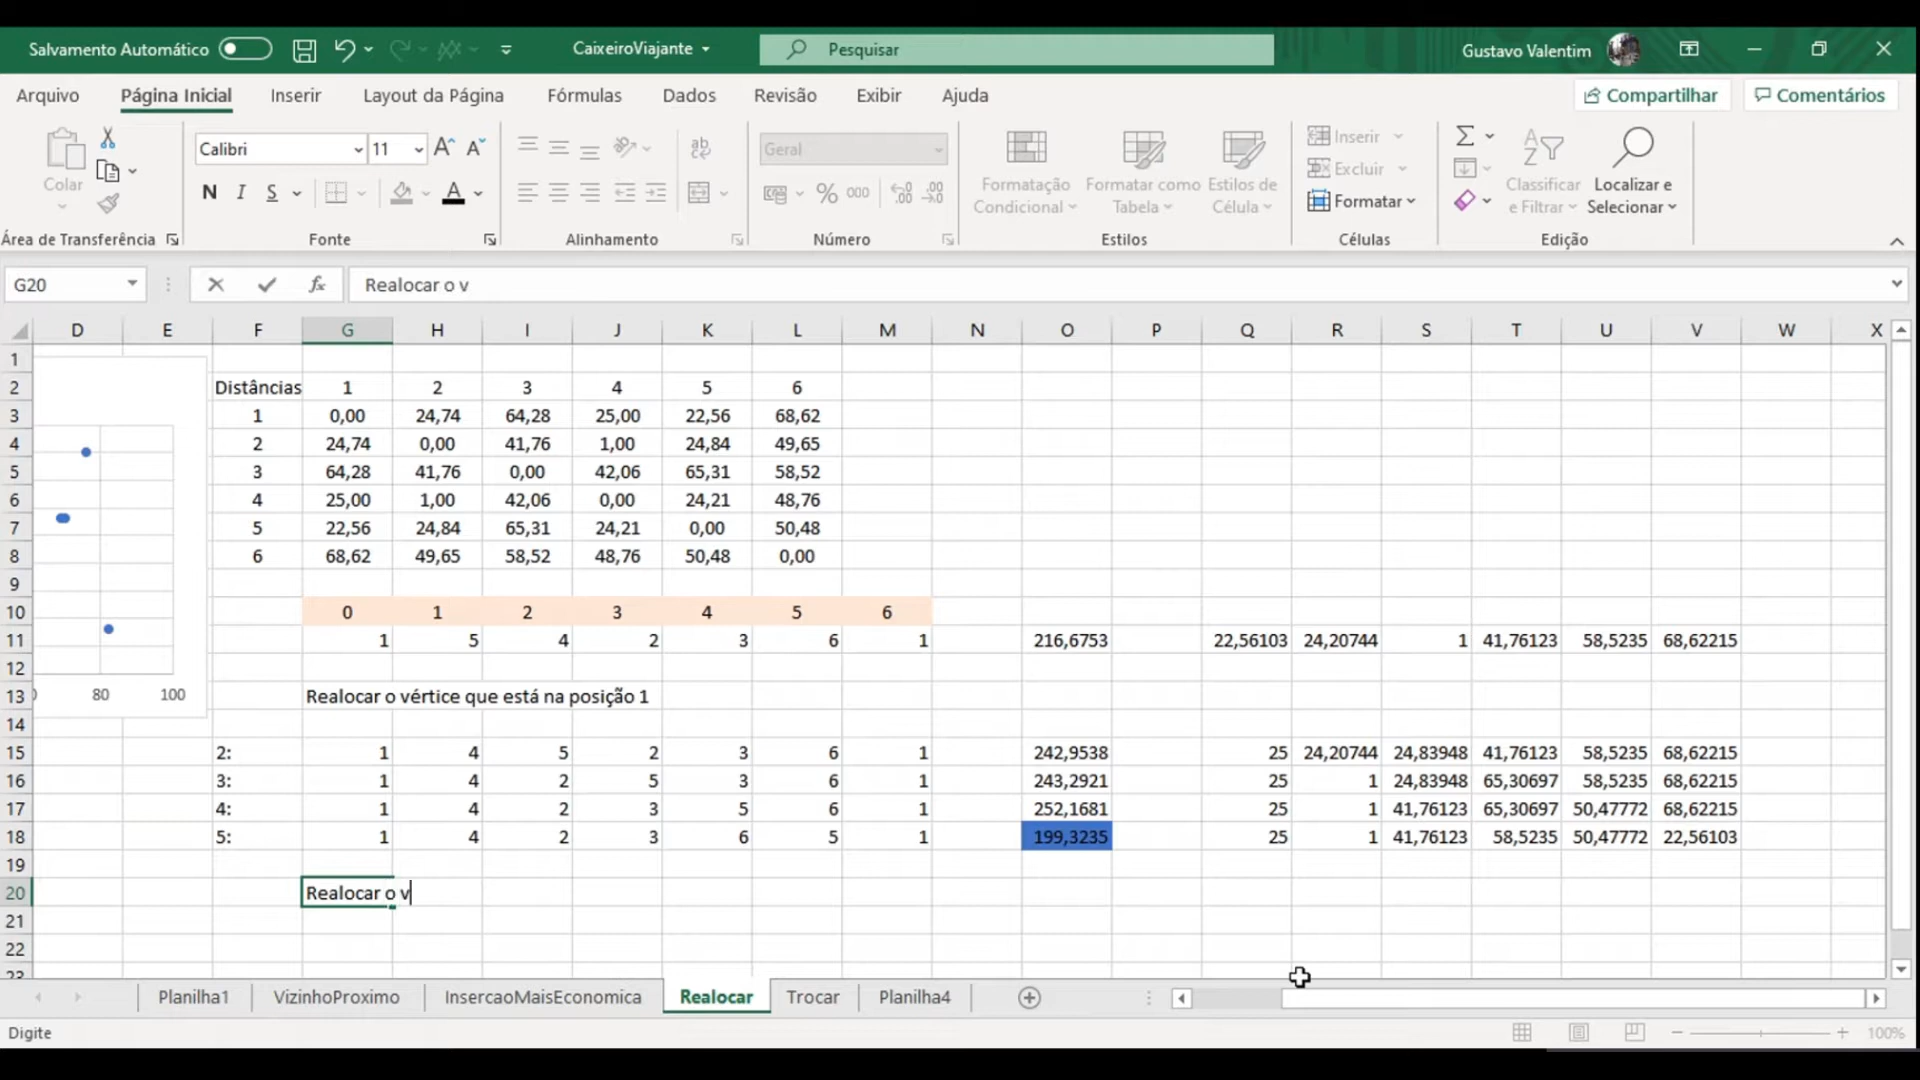 Salvamento Automático
CaixeiroViajante
Pesquisar
Gustavo Valentim
Arquivo Página Inicial Inserir Layout da Página Fórmulas Dados Revisão Exibir Ajuda
Compartilhar Comentários
Colar
Calibri 11
N I S
ab
Geral
% 000
Formatação Condicional
Formatar como Tabela
Estilos de Célula
Inserir
Excluir
Formatar
Classificar e Filtrar
Localizar e Selecionar
Área de Transferência Fonte Alinhamento Número Estilos Células Edição
G20 fx Realocar o v
D E F G H I J K L M N O P Q R S T U V W X
1
2 Distâncias 1 2 3 4 5 6
3 1 0,00 24,74 64,28 25,00 22,56 68,62
4 2 24,74 0,00 41,76 1,00 24,84 49,65
5 3 64,28 41,76 0,00 42,06 65,31 58,52
6 4 25,00 1,00 42,06 0,00 24,21 48,76
7 5 22,56 24,84 65,31 24,21 0,00 50,48
8 6 68,62 49,65 58,52 48,76 50,48 0,00
9
10 0 1 2 3 4 5 6
11 1 5 4 2 3 6 1 216,6753 22,56103 24,20744 1 41,76123 58,5235 68,62215
12
80 100
13 Realocar o vértice que está na posição 1
14
15 2: 1 4 5 2 3 6 1 242,9538 25 24,20744 24,83948 41,76123 58,5235 68,62215
16 3: 1 4 2 5 3 6 1 243,2921 25 1 24,83948 65,30697 58,5235 68,62215
17 4: 1 4 2 3 5 6 1 252,1681 25 1 41,76123 65,30697 50,47772 68,62215
18 5: 1 4 2 3 6 5 1 199,3235 25 1 41,76123 58,5235 50,47772 22,56103
19
20 Realocar o v
21
22
23
Planilha1 VizinhoProximo InsercaoMaisEconomica Realocar Trocar Planilha4
Digite
100%